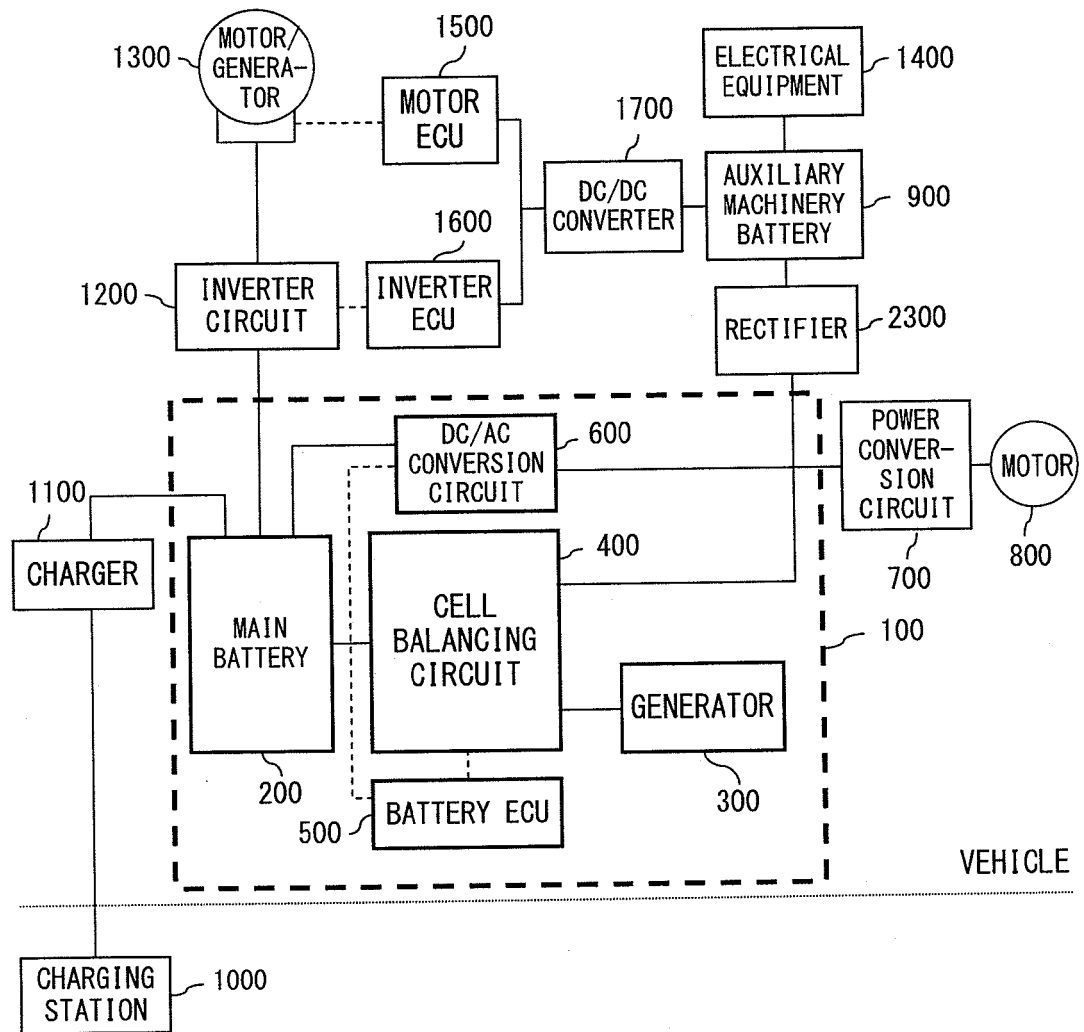 1300
MOTOR/
GENERA-
TOR
1500
MOTOR
ECU
ELECTRICAL
EQUIPMENT
1400
1700
DC/DC
CONVERTER
AUXILIARY
MACHINERY
BATTERY
900
1600
1200
INVERTER
CIRCUIT
INVERTER
ECU
RECTIFIER
2300
DC/AC
CONVERSION
CIRCUIT
600
POWER
CONVER-
SION
CIRCUIT
MOTOR
1100
CHARGER
400
700
800
MAIN
BATTERY
CELL
BALANCING
CIRCUIT
100
GENERATOR
200
300
500
BATTERY ECU
VEHICLE
CHARGING
STATION
1000